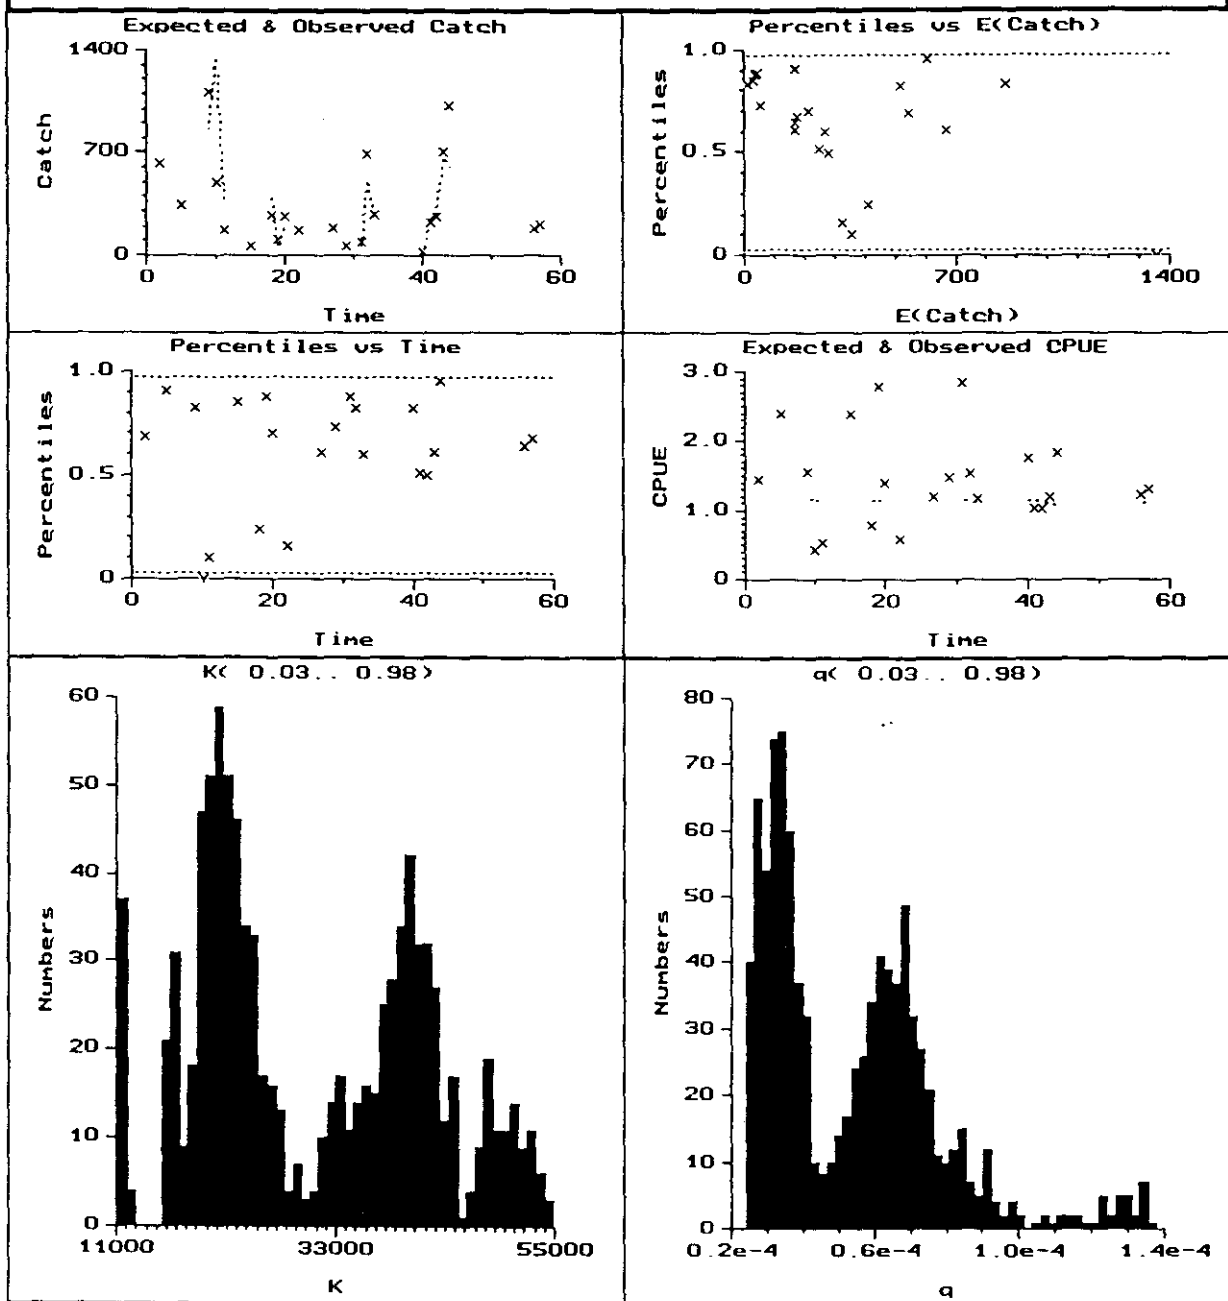 Expected & Observed Catch
1400
700
0
Catch
0 20 40 60
Time
Percentiles vs E(Catch)
1.0
0.5
0
Percentiles
0 700 1400
E(Catch)
Percentiles vs Time
1.0
0.5
0
Percentiles
0 20 40 60
Time
Expected & Observed CPUE
3.0
2.0
1.0
0
CPUE
0 20 40 60
Time
K( 0.03.. 0.98)
60
50
40
30
20
10
0
Numbers
11000 33000 55000
K
q( 0.03.. 0.98)
80
70
60
50
40
30
20
10
0
Numbers
0.2e-4 0.6e-4 1.0e-4 1.4e-4
q